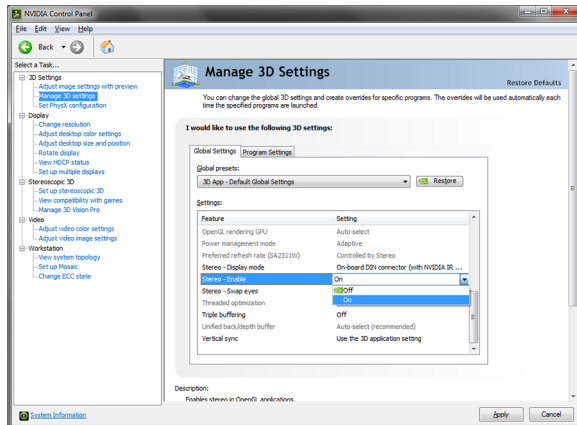 NVIDIA Control Panel
File Edit View Help
Back
Select a Task...
3D Settings
Adjust image settings with preview
Manage 3D settings
Set PhysX configuration
Display
Change resolution
Adjust desktop color settings
Adjust desktop size and position
Rotate display
View HDCP status
Set up multiple displays
Stereoscopic 3D
Set up stereoscopic 3D
View compatibility with games
Manage 3D Vision Pro
Video
Adjust video color settings
Adjust video image settings
Workstation
View system topology
Set up Mosaic
Change ECC state
System Information
Manage 3D Settings
Restore Defaults
You can change the global 3D settings and create overrides for specific programs. The overrides will be used automatically each
time the specified programs are launched.
I would like to use the following 3D settings:
Global Settings Program Settings
Global presets:
3D App - Default Global Settings Restore
Settings:
Feature Setting
OpenGL rendering GPU Auto-select
Power management mode Adaptive
Preferred refresh rate (SA2311W) Controlled by Stereo
Stereo - Display mode On-board DIN connector (with NVIDIA IR ...
Stereo - Enable On
Stereo - Swap eyes Off
Threaded optimization On
Triple buffering Off
Unified back/depth buffer Auto-select (recommended)
Vertical sync Use the 3D application setting
Description:
Enables stereo in OpenGL applications.
Apply Cancel